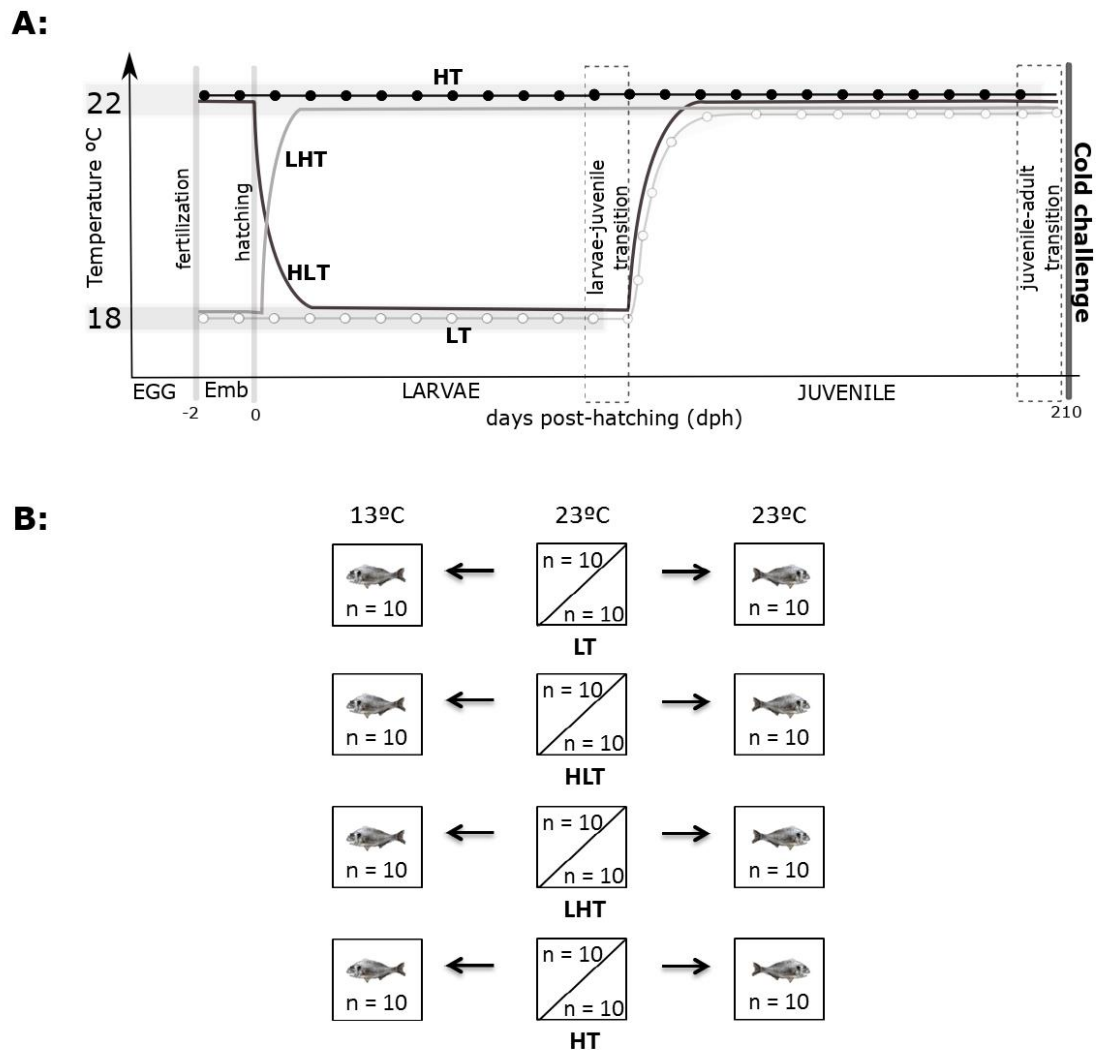 A:
HT
22
LHT
Temperature ºC
fertilization
hatching
larvae-juvenile
transition
juvenile-adult
transition
Cold challenge
HLT
18
LT
EGG Emb LARVAE JUVENILE
-2 0 days post-hatching (dph) 210
B:
13ºC 23ºC 23ºC
n = 10
n = 10 n = 10 n = 10
LT
n = 10
n = 10 n = 10 n = 10
HLT
n = 10
n = 10 n = 10 n = 10
LHT
n = 10
n = 10 n = 10 n = 10
HT